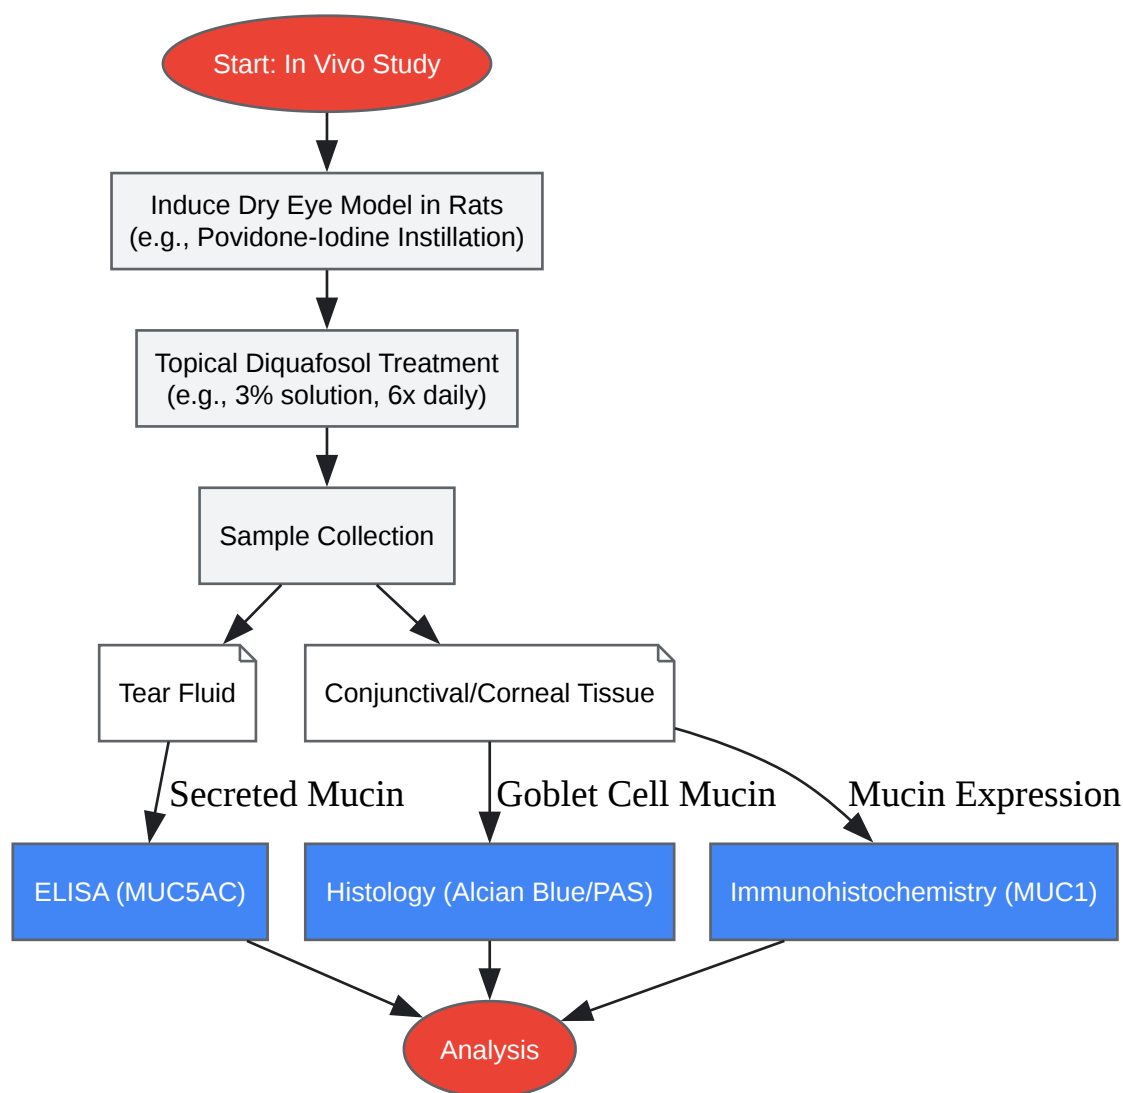 Start: In Vivo Study
Induce Dry Eye Model in Rats
(e.g., Povidone-Iodine Instillation)
Topical Diquafosol Treatment
(e.g., 3% solution, 6x daily)
Sample Collection
Tear Fluid
Conjunctival/Corneal Tissue
Secreted Mucin
Goblet Cell Mucin
Mucin Expression
ELISA (MUC5AC)
Histology (Alcian Blue/PAS)
Immunohistochemistry (MUC1)
Analysis